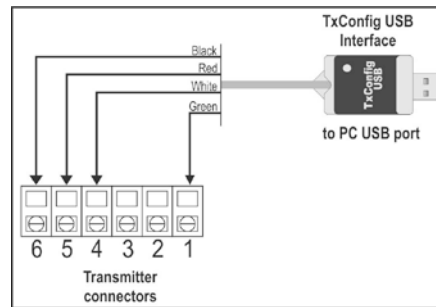 TxConfig USB
Interface
Black
Red
White
Green
TxConfig
USB
to PC USB port
6 5 4 3 2 1
Transmitter
connectors